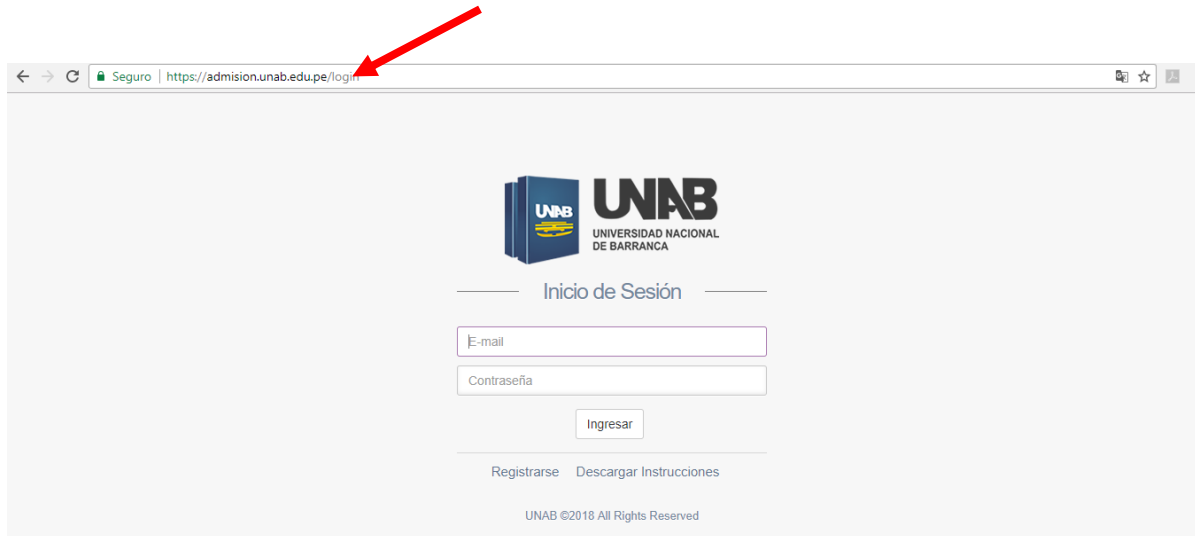 Seguro | https://admision.unab.edu.pe/login
UNAB
UNAB
UNIVERSIDAD NACIONAL
DE BARRANCA
Inicio de Sesión
E-mail
Contraseña
Ingresar
Registrarse Descargar Instrucciones
UNAB ©2018 All Rights Reserved